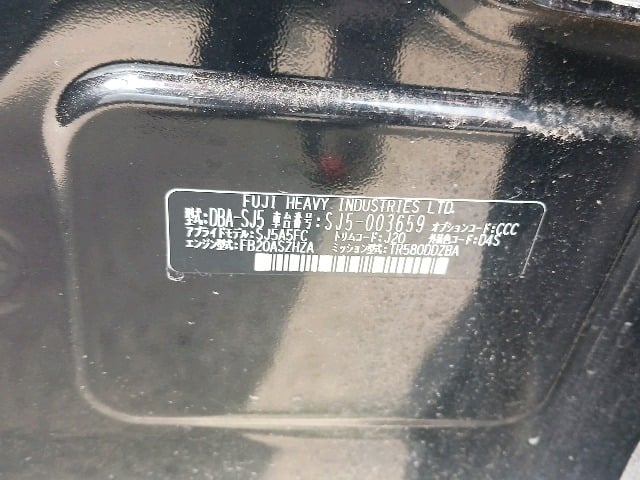 FUJI HEAVY INDUSTRIES LTD.
型式:DBA-SJ5 車台番号:SJ5-003659 オプションコード:CCC
アプライドモデル:SJ5A5FC トリムコード:J20 外装色コード:D4S
エンジン型式:FB20ASZHZA ミッション型式:TR580DDZBA